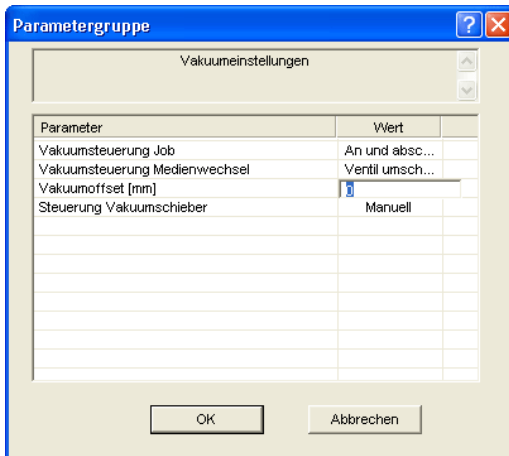 Parametergruppe
Vakuumeinstellungen
Parameter Wert
Vakuumsteuerung Job An und absc...
Vakuumsteuerung Medienwechsel Ventil umsch...
Vakuumoffset [mm] 0
Steuerung Vakuumschieber Manuell
OK Abbrechen